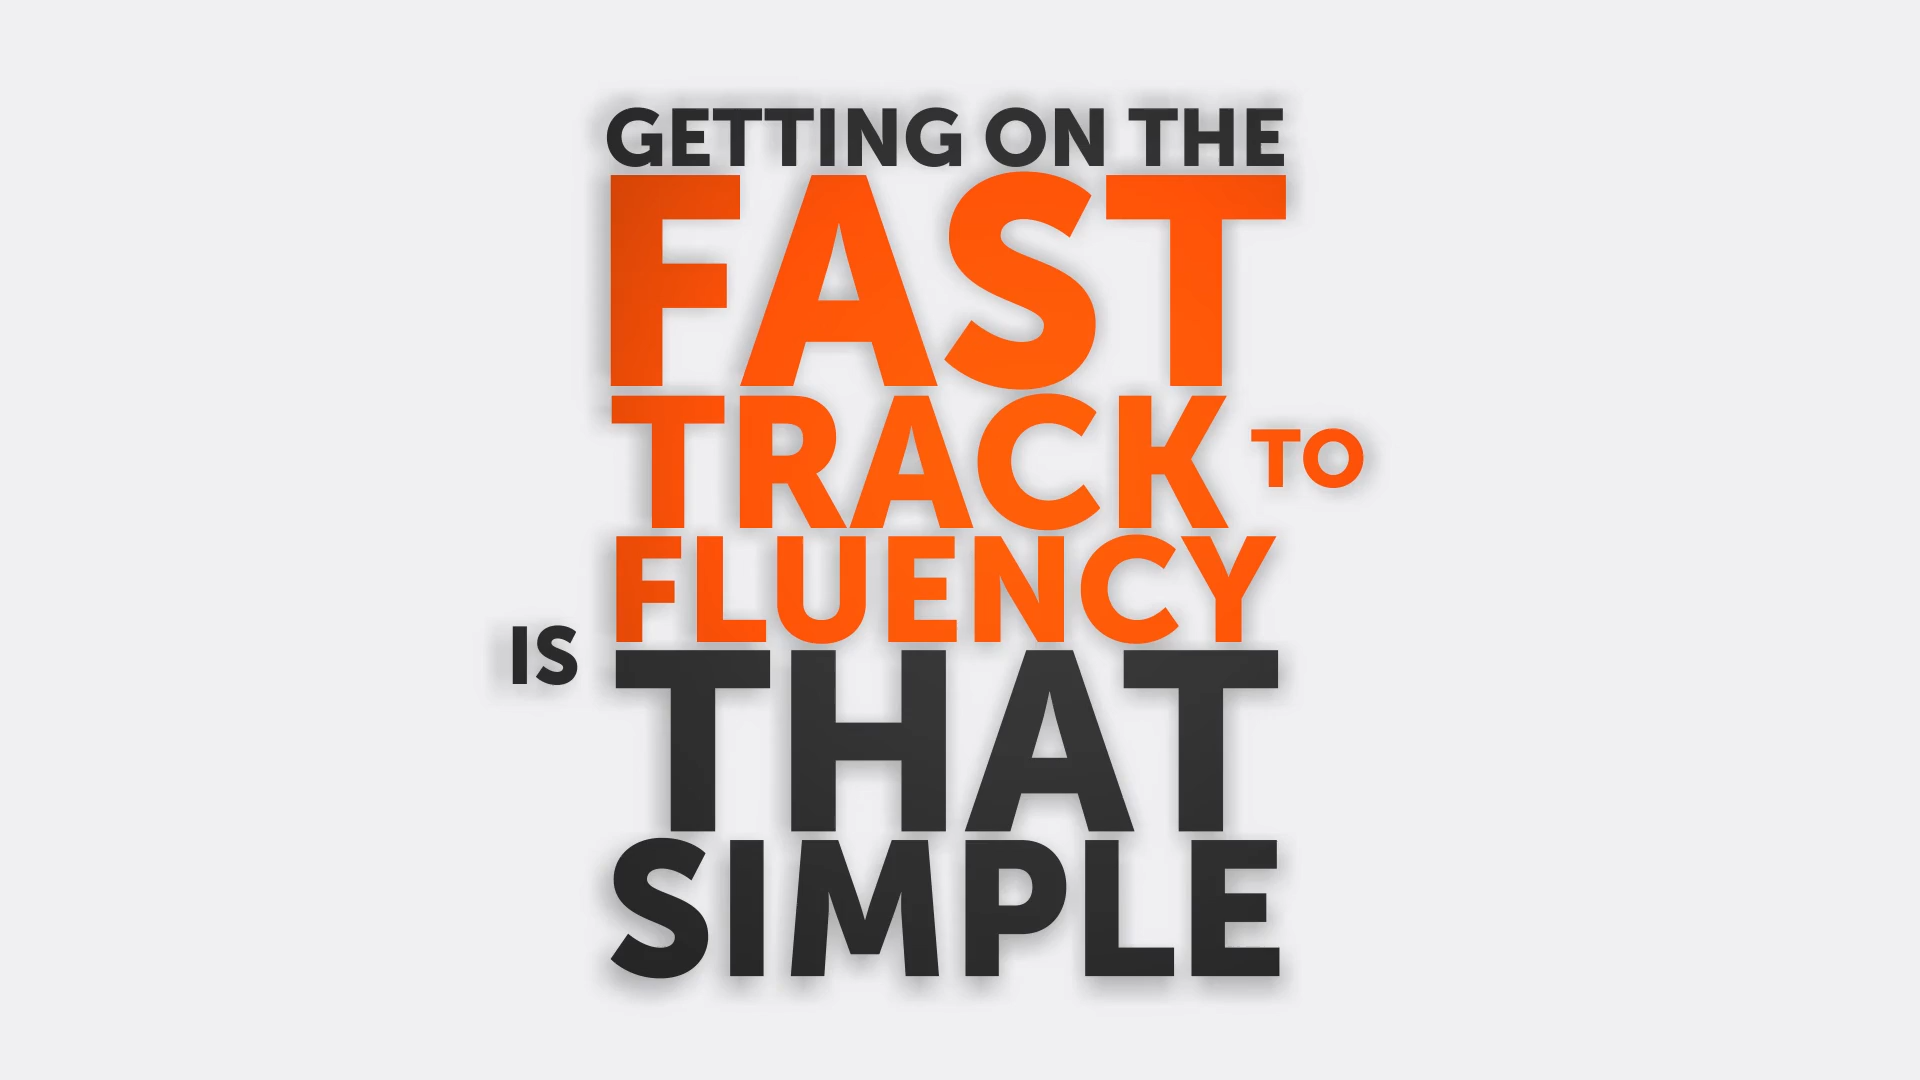 GETTING ON THE
FAST
TRACK TO
FLUENCY
IS THAT
SIMPLE